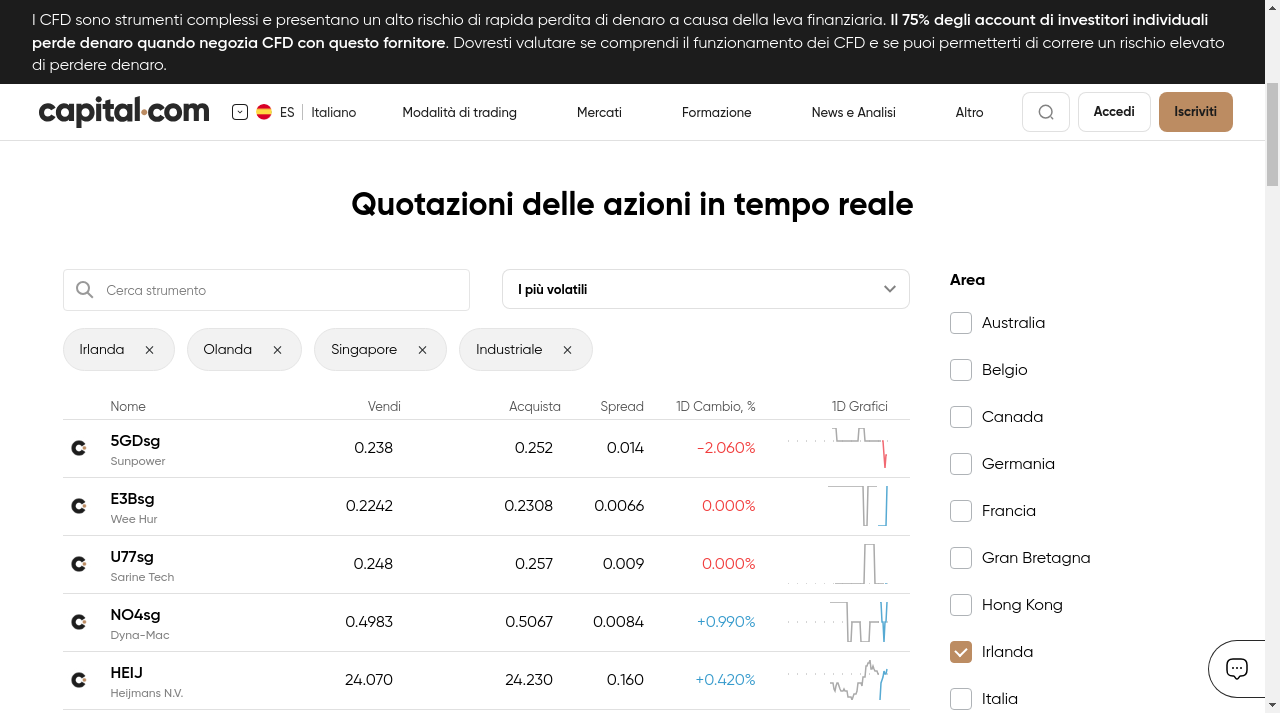 I CFD sono strumenti complessi e presentano un alto rischio di rapida perdita di denaro a causa della leva finanziaria. Il 75% degli account di investitori individuali
perde denaro quando negozia CFD con questo fornitore. Dovresti valutare se comprendi il funzionamento dei CFD e se puoi permetterti di correre un rischio elevato
di perdere denaro.
capital.com ES Italiano Modalità di trading Mercati Formazione News e Analisi Altro Accedi Iscriviti
Quotazioni delle azioni in tempo reale
Cerca strumento I più volatili
Irlanda Olanda Singapore Industriale
Nome Vendi Acquista Spread 1D Cambio, % 1D Grafici
5GDsg 0.238 0.252 0.014 -2.060%
Sunpower
E3Bsg 0.2242 0.2308 0.0066 0.000%
Wee Hur
U77sg 0.248 0.257 0.009 0.000%
Sarine Tech
NO4sg 0.4983 0.5067 0.0084 +0.990%
Dyna-Mac
HEIJ 24.070 24.230 0.160 +0.420%
Heijmans N.V.
Area
Australia
Belgio
Canada
Germania
Francia
Gran Bretagna
Hong Kong
Irlanda
Italia